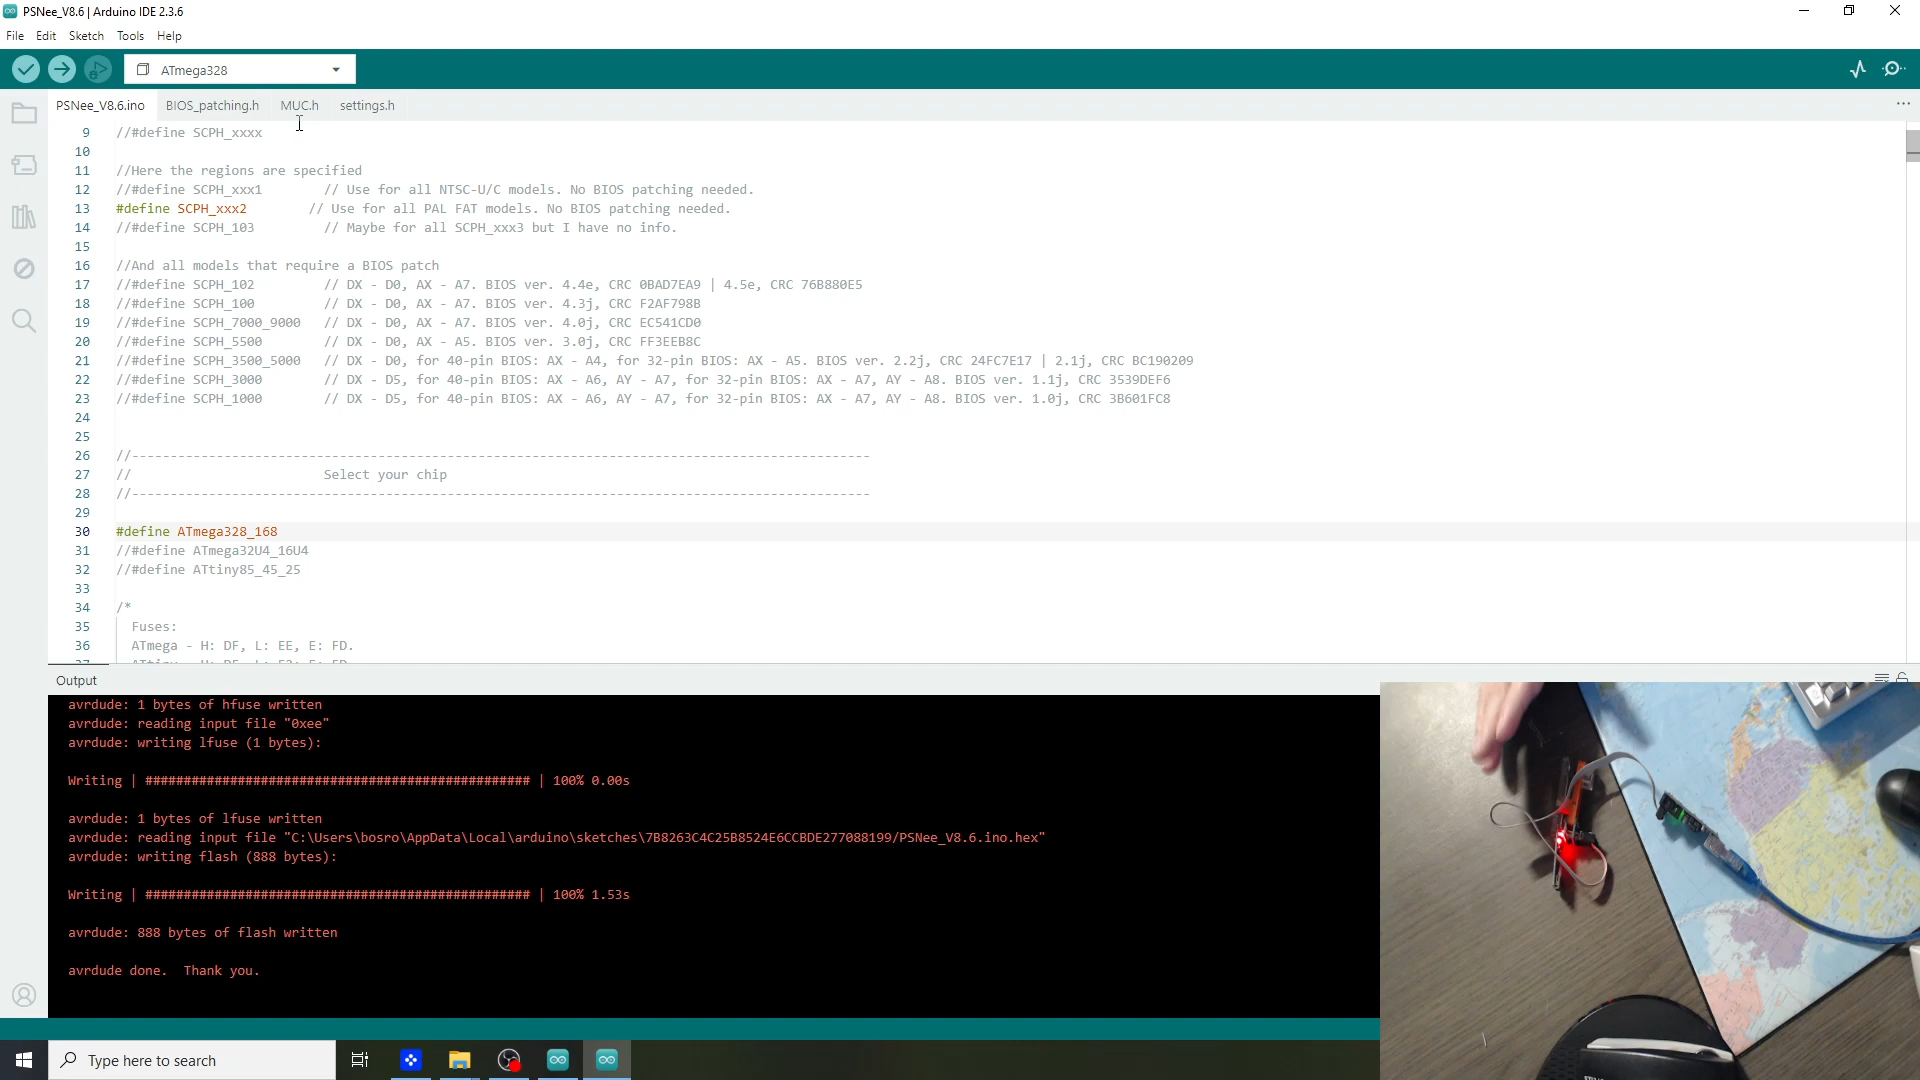 PSNee_V8.6 | Arduino IDE 2.3.6
File Edit Sketch Tools Help
ATmega328
PSNee_V8.6.ino BIOS_patching.h MUC.h settings.h
9 //#define SCPH_xxxx
10
11 //Here the regions are specified
12 //#define SCPH_xxx1 // Use for all NTSC-U/C models. No BIOS patching needed.
13 #define SCPH_xxx2 // Use for all PAL FAT models. No BIOS patching needed.
14 //#define SCPH_103 // Maybe for all SCPH_xxx3 but I have no info.
15
16 //And all models that require a BIOS patch
17 //#define SCPH_102 // DX - D0, AX - A7. BIOS ver. 4.4e, CRC 0BAD7EA9 | 4.5e, CRC 76B880E5
18 //#define SCPH_100 // DX - D0, AX - A7. BIOS ver. 4.3j, CRC F2AF798B
19 //#define SCPH_7000_9000 // DX - D0, AX - A7. BIOS ver. 4.0j, CRC EC541CD0
20 //#define SCPH_5500 // DX - D0, AX - A5. BIOS ver. 3.0j, CRC FF3EEB8C
21 //#define SCPH_3500_5000 // DX - D0, for 40-pin BIOS: AX - A4, for 32-pin BIOS: AX - A5. BIOS ver. 2.2j, CRC 24FC7E17 | 2.1j, CRC BC190209
22 //#define SCPH_3000 // DX - D5, for 40-pin BIOS: AX - A6, AY - A7, for 32-pin BIOS: AX - A7, AY - A8. BIOS ver. 1.1j, CRC 3539DEF6
23 //#define SCPH_1000 // DX - D5, for 40-pin BIOS: AX - A6, AY - A7, for 32-pin BIOS: AX - A7, AY - A8. BIOS ver. 1.0j, CRC 3B601FC8
24
25
26 //------------------------------------------------------------------------------------------------
27 // Select your chip
28 //------------------------------------------------------------------------------------------------
29
30 #define ATmega328_168
31 //#define ATmega32U4_16U4
32 //#define ATtiny85_45_25
33
34 /*
35 Fuses:
36 ATmega - H: DF, L: EE, E: FD.
Output
avrdude: 1 bytes of hfuse written
avrdude: reading input file "0xee"
avrdude: writing lfuse (1 bytes):
Writing | ################################################## | 100% 0.00s
avrdude: 1 bytes of lfuse written
avrdude: reading input file "C:\Users\bosro\AppData\Local\arduino\sketches\7B8263C4C25B8524E6CCBDE277088199/PSNee_V8.6.ino.hex"
avrdude: writing flash (888 bytes):
Writing | ################################################## | 100% 1.53s
avrdude: 888 bytes of flash written
avrdude done.  Thank you.
Type here to search